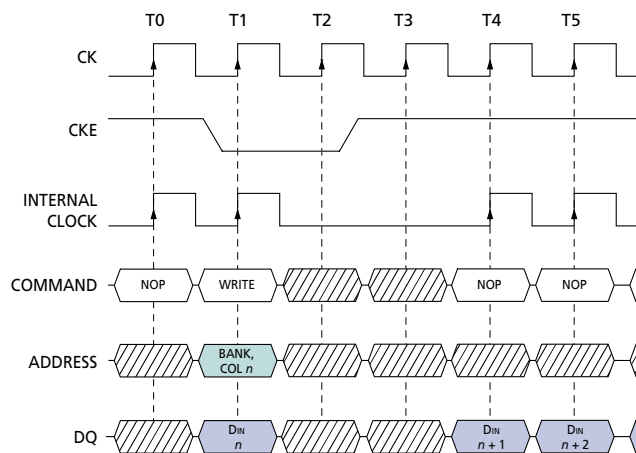 T0 T1 T2 T3 T4 T5
CK
CKE
INTERNAL
CLOCK
COMMAND NOP WRITE NOP NOP
ADDRESS BANK,
COL n
DQ DIN DIN DIN
n n + 1 n + 2